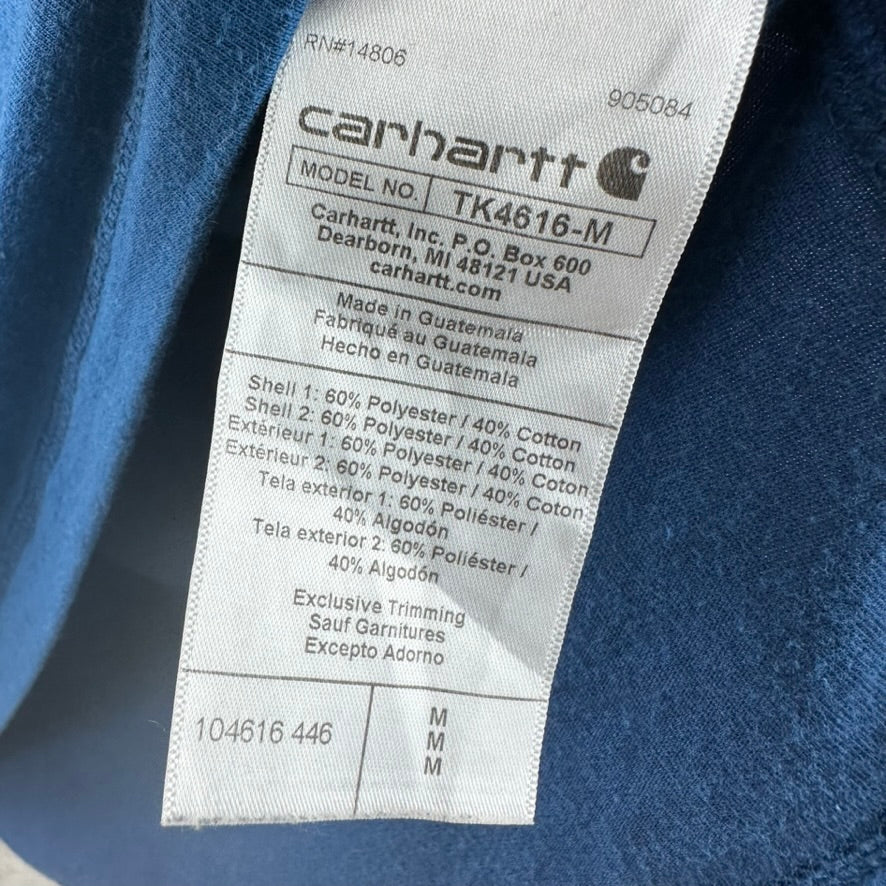 RN#14806
905084
carhartt
MODEL NO. TK4616-M
Carhartt, Inc. P.O. Box 600
Dearborn, MI 48121 USA
carhartt.com
Made in Guatemala
Fabriqué au Guatemala
Hecho en Guatemala
Shell 1: 60% Polyester / 40% Cotton
Shell 2: 60% Polyester / 40% Cotton
Extérieur 1: 60% Polyester / 40% Coton
Extérieur 2: 60% Polyester / 40% Coton
Tela exterior 1: 60% Poliéster /
40% Algodón
Tela exterior 2: 60% Poliéster /
40% Algodón
Exclusive Trimming
Sauf Garnitures
Excepto Adorno
104616 446
M
M
M